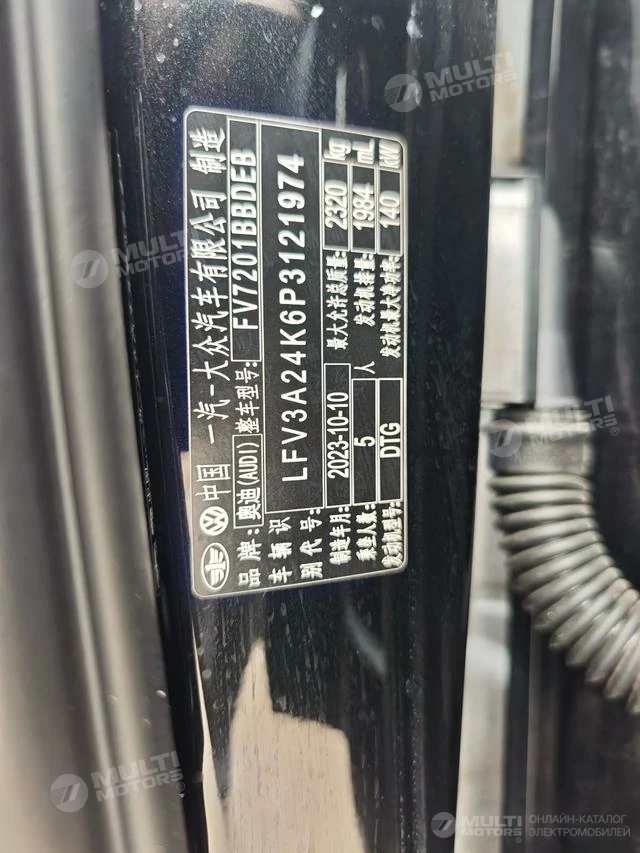 中国 一汽-大众汽车有限公司 制造
品牌: 奥迪(AUDI) 整车型号: FV7201BBDEB
车辆识别代号: LFV3A24K6P3121974
制造年月: 2023-10-10 最大允许总质量: 2320 kg
乘坐人数: 5 人 发动机排量: 1984 mL
发动机型号: DTG 发动机最大净功率: 140 kW
MULTI MOTORS
MULTI MOTORS
MULTI MOTORS
MULTI MOTORS
MULTI MOTORS
MULTI MOTORS
ОНЛАЙН-КАТАЛОГ
ЭЛЕКТРОМОБИЛЕЙ